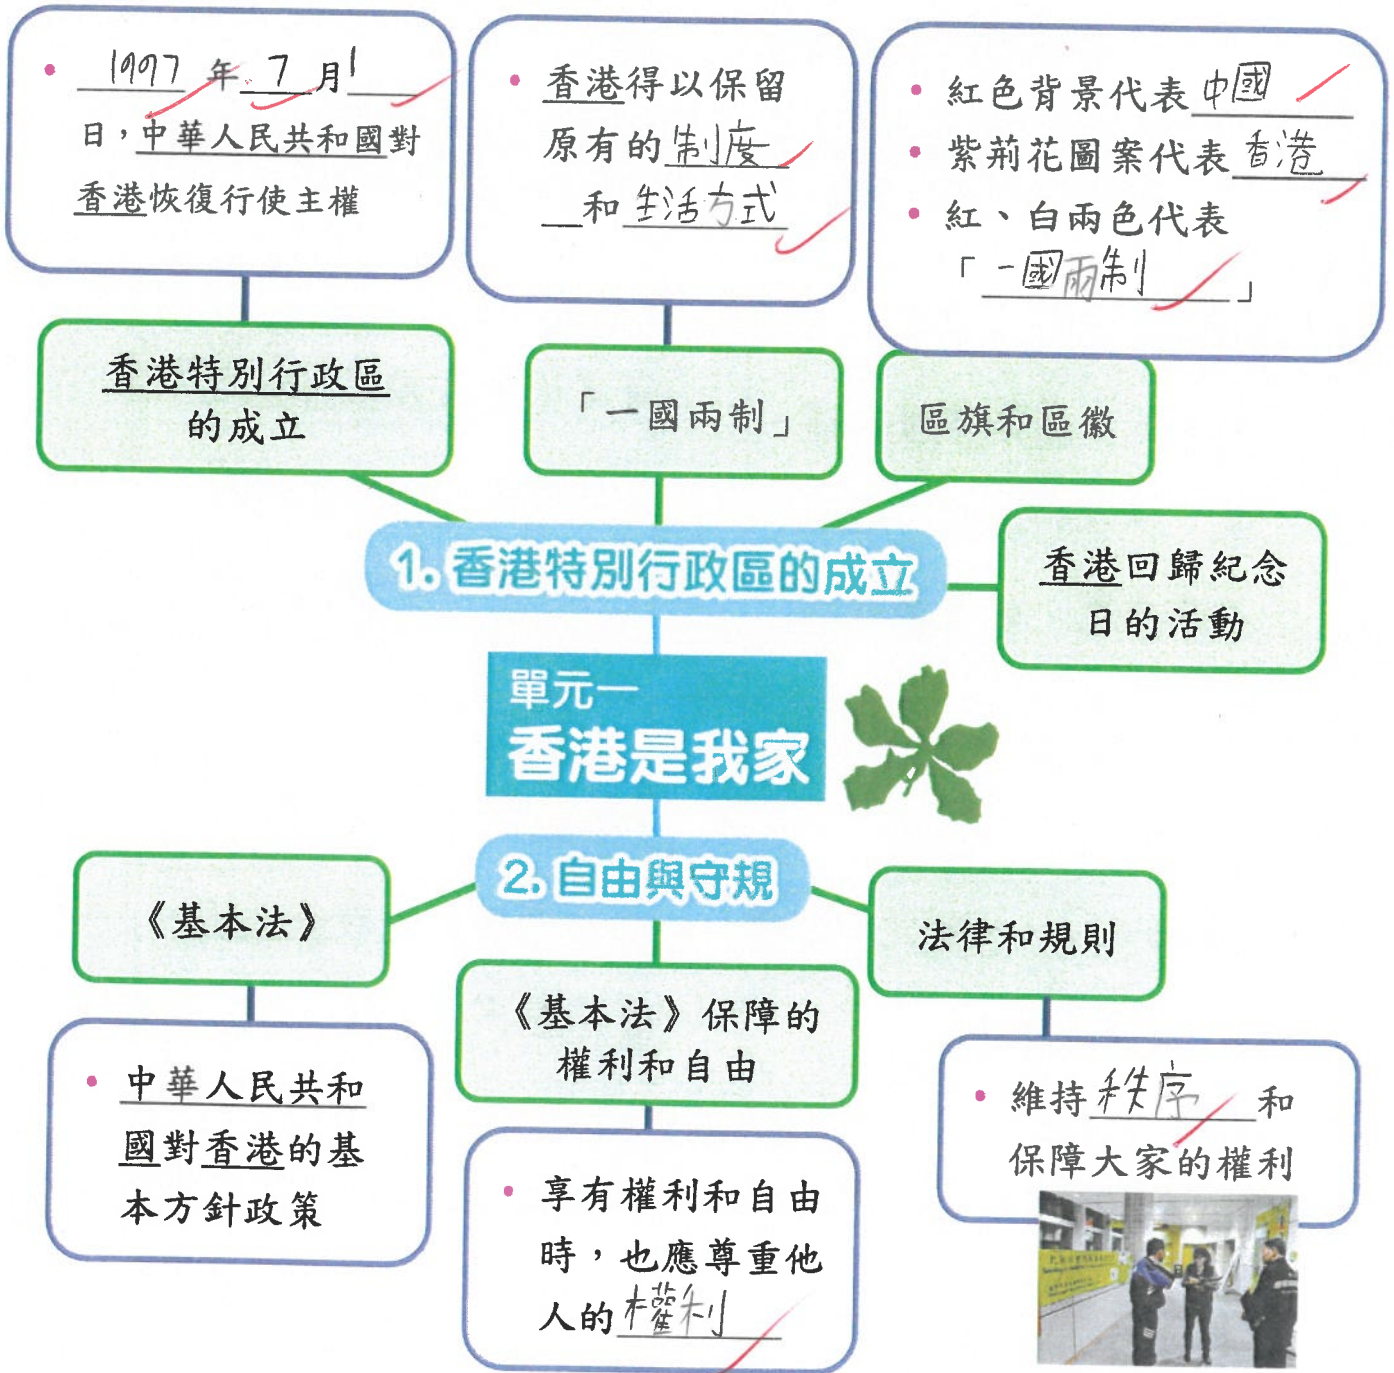 • 1997 年 7 月 1
日，中華人民共和國對
香港恢復行使主權
• 香港得以保留
原有的制度
和生活方式
• 紅色背景代表中國
• 紫荊花圖案代表香港
• 紅、白兩色代表
「一國兩制」
香港特別行政區
的成立
「一國兩制」
區旗和區徽
1. 香港特別行政區的成立
香港回歸紀念
日的活動
單元一
香港是我家
2. 自由與守規
《基本法》
《基本法》保障的
權利和自由
法律和規則
• 中華人民共和
國對香港的基
本方針政策
• 享有權利和自由
時，也應尊重他
人的權利
• 維持秩序和
保障大家的權利